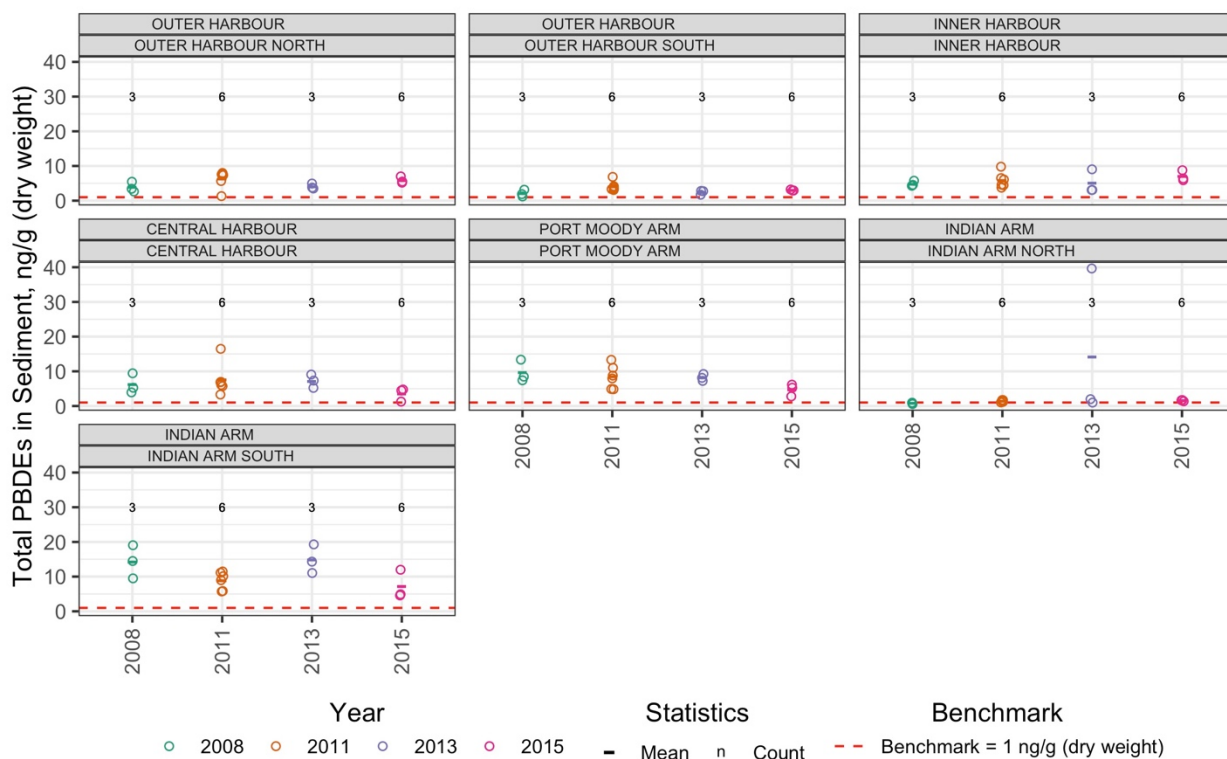 OUTER HARBOUR
OUTER HARBOUR NORTH
OUTER HARBOUR
OUTER HARBOUR SOUTH
INNER HARBOUR
INNER HARBOUR
40
30
20
10
0
3 6 3 6
3 6 3 6
3 6 3 6
CENTRAL HARBOUR
CENTRAL HARBOUR
PORT MOODY ARM
PORT MOODY ARM
INDIAN ARM
INDIAN ARM NORTH
40
30
20
10
0
3 6 3 6
3 6 3 6
3 6 3 6
2008 2011 2013 2015
2008 2011 2013 2015
INDIAN ARM
INDIAN ARM SOUTH
40
30
20
10
0
3 6 3 6
2008 2011 2013 2015
Total PBDEs in Sediment, ng/g (dry weight)
Year
2008 2011 2013 2015
Statistics
Mean n Count
Benchmark
Benchmark = 1 ng/g (dry weight)